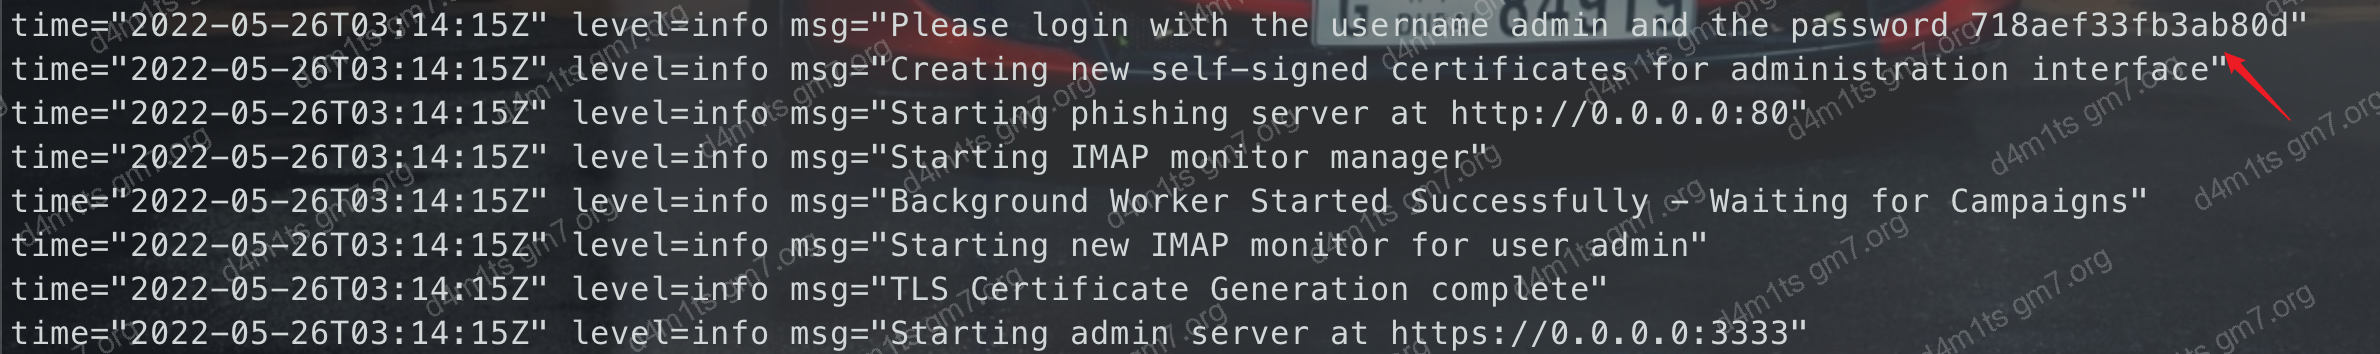 time="2022-05-26T03:14:15Z" level=info msg="Please login with the username admin and the password 718aef33fb3ab80d"
time="2022-05-26T03:14:15Z" level=info msg="Creating new self-signed certificates for administration interface"
time="2022-05-26T03:14:15Z" level=info msg="Starting phishing server at http://0.0.0.0:80"
time="2022-05-26T03:14:15Z" level=info msg="Starting IMAP monitor manager"
time="2022-05-26T03:14:15Z" level=info msg="Background Worker Started Successfully - Waiting for Campaigns"
time="2022-05-26T03:14:15Z" level=info msg="Starting new IMAP monitor for user admin"
time="2022-05-26T03:14:15Z" level=info msg="TLS Certificate Generation complete"
time="2022-05-26T03:14:15Z" level=info msg="Starting admin server at https://0.0.0.0:3333"
d4m1ts gm7.org